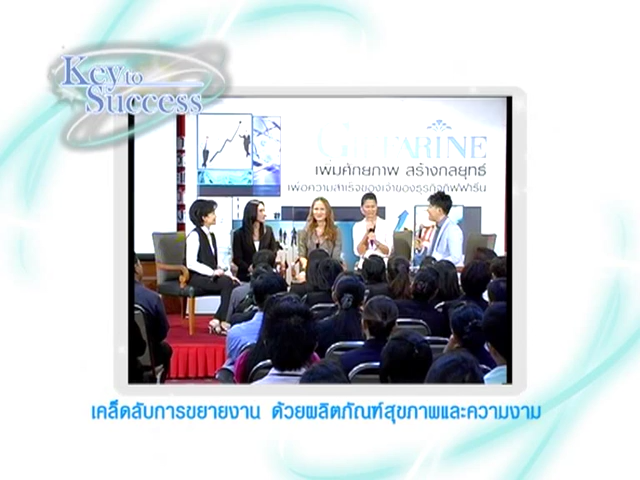 Key to
Success
GIFFARINE
เพิ่มศักยภาพ สร้างกลยุทธ์
เพื่อความสำเร็จของเจ้าของธุรกิจกิฟฟารีน
เคล็ดลับการขยายงาน ด้วยผลิตภัณฑ์สุขภาพและความงาม